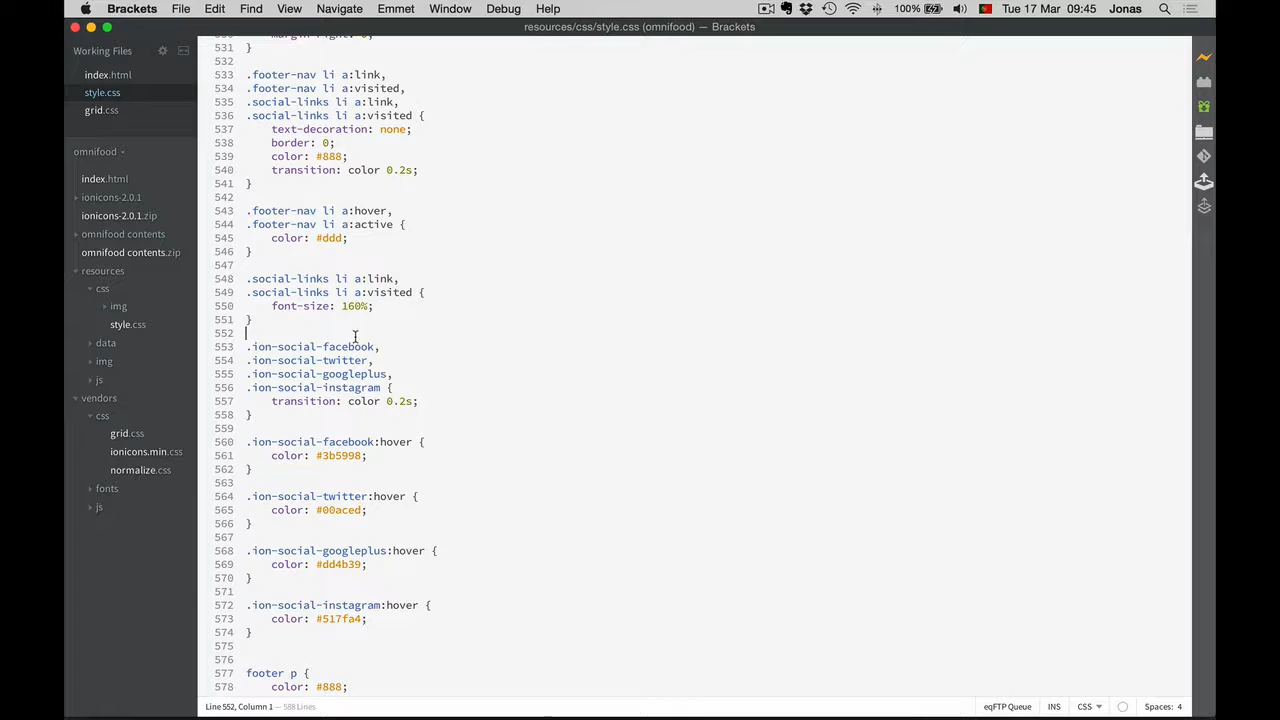 Brackets File Edit Find View Navigate Emmet Window Debug Help 100% Tue 17 Mar 09:45 Jonas
resources/css/style.css (omnifood) — Brackets
Working Files
index.html
style.css
grid.css
omnifood
index.html
ionicons-2.0.1
ionicons-2.0.1.zip
omnifood contents
omnifood contents.zip
resources
css
img
style.css
data
img
js
vendors
css
grid.css
ionicons.min.css
normalize.css
fonts
js
530 margin-right: 0;
531 }
532
533 .footer-nav li a:link,
534 .footer-nav li a:visited,
535 .social-links li a:link,
536 .social-links li a:visited {
537 text-decoration: none;
538 border: 0;
539 color: #888;
540 transition: color 0.2s;
541 }
542
543 .footer-nav li a:hover,
544 .footer-nav li a:active {
545 color: #ddd;
546 }
547
548 .social-links li a:link,
549 .social-links li a:visited {
550 font-size: 160%;
551 }
552
553 .ion-social-facebook,
554 .ion-social-twitter,
555 .ion-social-googleplus,
556 .ion-social-instagram {
557 transition: color 0.2s;
558 }
559
560 .ion-social-facebook:hover {
561 color: #3b5998;
562 }
563
564 .ion-social-twitter:hover {
565 color: #00aced;
566 }
567
568 .ion-social-googleplus:hover {
569 color: #dd4b39;
570 }
571
572 .ion-social-instagram:hover {
573 color: #517fa4;
574 }
575
576
577 footer p {
578 color: #888;
Line 552, Column 1 — 588 Lines
eqFTP Queue INS CSS Spaces: 4